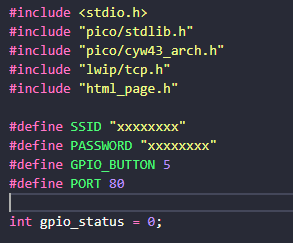 #include <stdio.h>
#include "pico/stdlib.h"
#include "pico/cyw43_arch.h"
#include "lwip/tcp.h"
#include "html_page.h"
#define SSID "xxxxxxxx"
#define PASSWORD "xxxxxxxx"
#define GPIO_BUTTON 5
#define PORT 80
int gpio_status = 0;